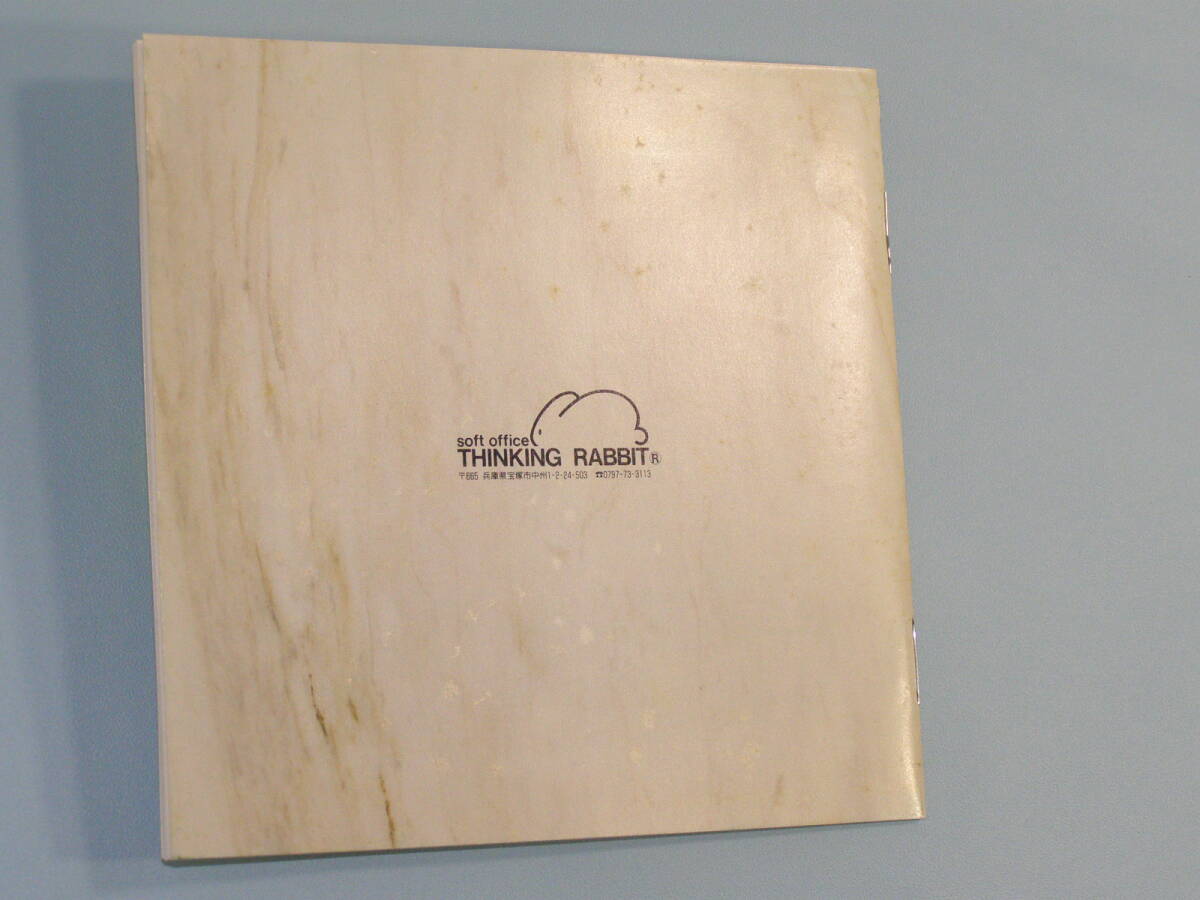 soft office
THINKING RABBIT®
〒665 兵庫県宝塚市中州1-2-24-503 ☎0797-73-3113